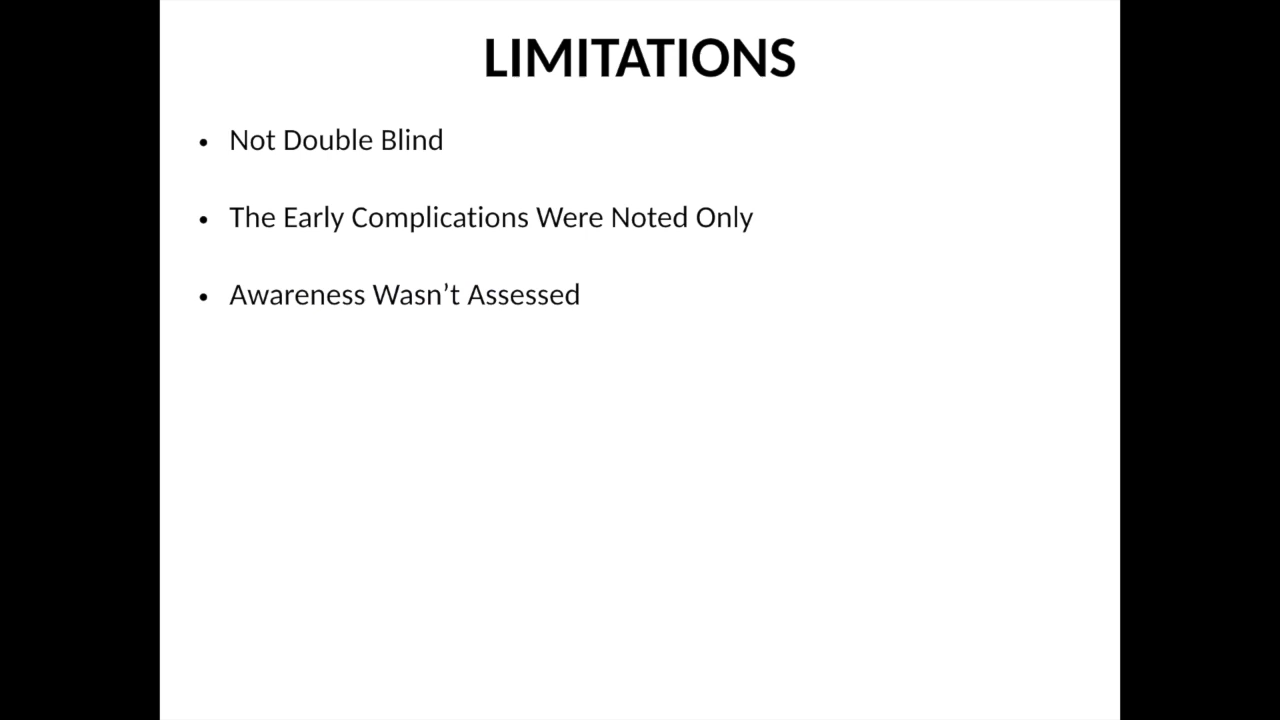 LIMITATIONS
• Not Double Blind
• The Early Complications Were Noted Only
• Awareness Wasn’t Assessed